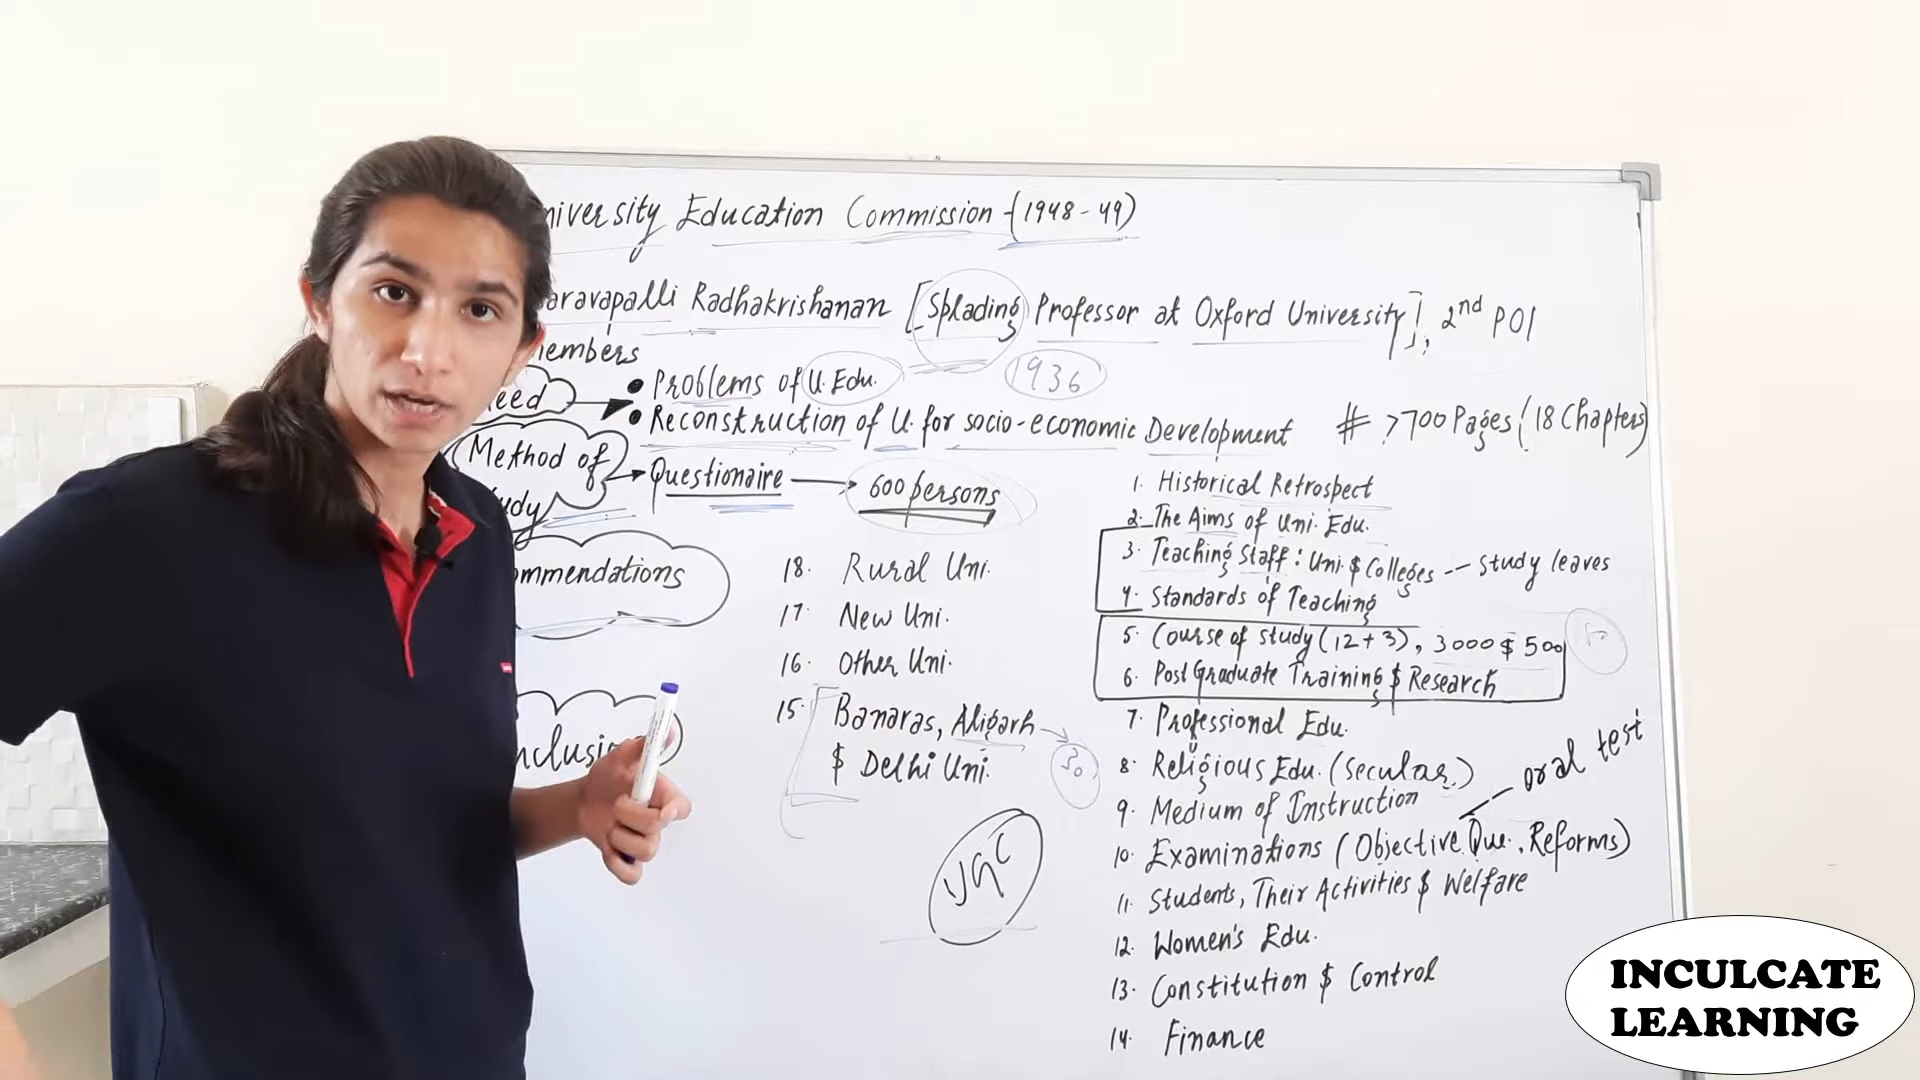 niversity Education Commission - (1948-49)
aravapalli Radhakrishanan [Splading Professor at Oxford University], 2nd POI
members
1936
eed
• Problems of U. Edu.
• Reconstruction of U. for socio-economic Development
# >700 Pages (18 Chapters)
Method of
udy
Questionaire → 600 persons
mmendations
nclusi
1. Historical Retrospect
2. The Aims of Uni. Edu.
3. Teaching Staff: Uni $ Colleges -- study leaves
4. Standards of Teaching
5. Course of study (12+3), 3000 $ 500
6. Post Graduate Training $ Research
7. Professional Edu.
8. Religious Edu. (Secular)
9. Medium of Instruction
10. Examinations (Objective Que., Reforms) -- oral test
11. Students, Their Activities $ Welfare
12. Women's Edu.
13. Constitution $ Control
14. Finance
18. Rural Uni.
17. New Uni.
16. Other Uni.
15. Banaras, Aligarh
$ Delhi Uni.
UGC
INCULCATE
LEARNING